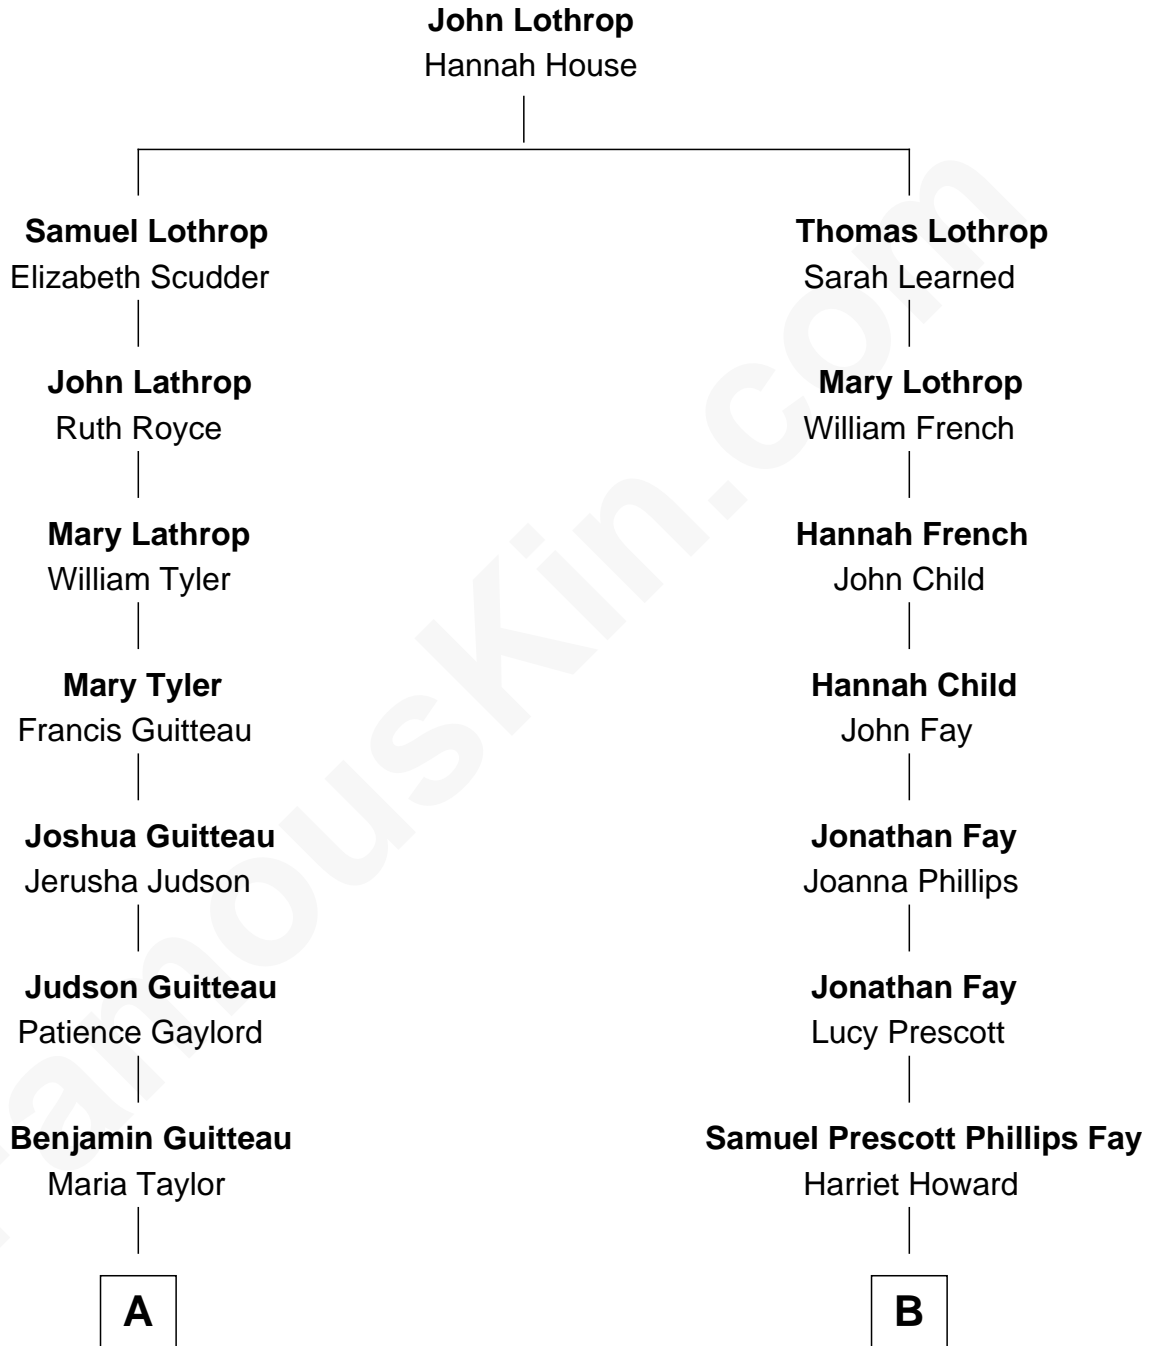 John Lothrop
Hannah House
Samuel Lothrop
Elizabeth Scudder
Thomas Lothrop
Sarah Learned
John Lathrop
Ruth Royce
Mary Lothrop
William French
Mary Lathrop
William Tyler
Hannah French
John Child
Mary Tyler
Francis Guitteau
Hannah Child
John Fay
Joshua Guitteau
Jerusha Judson
Jonathan Fay
Joanna Phillips
Judson Guitteau
Patience Gaylord
Jonathan Fay
Lucy Prescott
Benjamin Guitteau
Maria Taylor
Samuel Prescott Phillips Fay
Harriet Howard
A
B
FamousKin.com